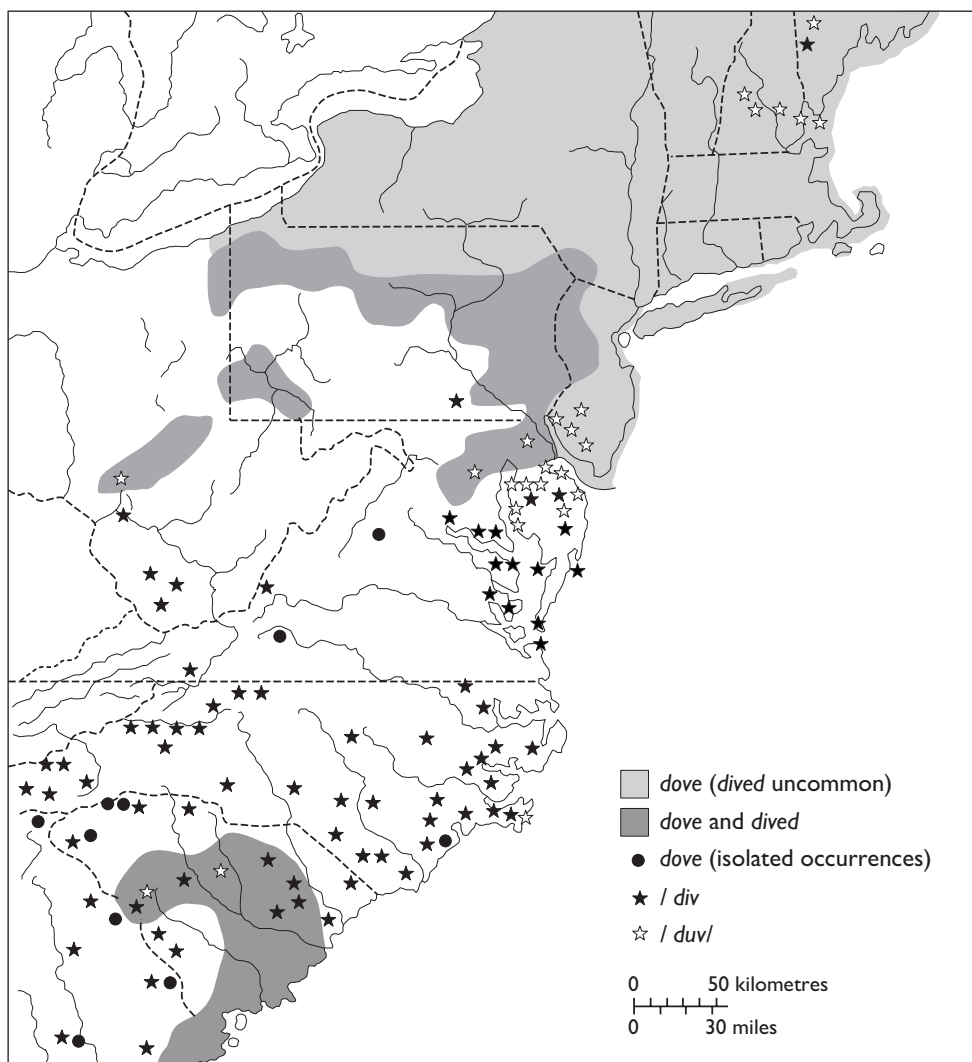 dove (dived uncommon)
dove and dived
dove (isolated occurrences)
/ div
/ duv/
0 50 kilometres
0 30 miles